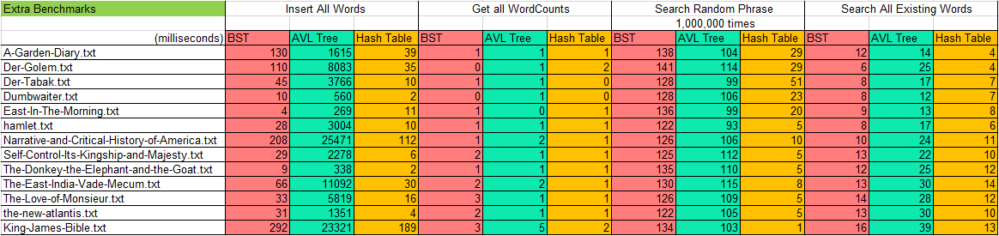 Extra Benchmarks Insert All Words Get all WordCounts Search Random Phrase Search All Existing Words
1,000,000 times
(milliseconds) BST AVL Tree Hash Table BST AVL Tree Hash Table BST AVL Tree Hash Table BST AVL Tree Hash Table
A-Garden-Diary.txt 130 1615 39 1 1 1 138 104 29 12 14 4
Der-Golem.txt 110 8083 35 0 1 2 141 114 29 6 25 4
Der-Tabak.txt 45 3766 10 1 1 0 128 99 51 8 17 7
Dumbwaiter.txt 10 560 2 0 1 0 128 106 23 8 12 7
East-In-The-Morning.txt 4 269 11 1 0 1 136 99 20 9 13 8
hamlet.txt 28 3004 10 1 1 1 122 93 5 8 17 6
Narrative-and-Critical-History-of-America.txt 208 25471 112 1 2 1 126 106 10 10 24 11
Self-Control-Its-Kingship-and-Majesty.txt 29 2278 6 2 1 1 125 112 5 13 22 10
The-Donkey-the-Elephant-and-the-Goat.txt 9 338 2 1 1 1 135 110 5 12 25 12
The-East-India-Vade-Mecum.txt 66 11092 30 2 2 1 130 115 8 13 30 14
The-Love-of-Monsieur.txt 33 5819 16 3 1 1 126 109 5 14 28 12
the-new-atlantis.txt 31 1351 4 2 1 1 122 105 5 13 30 10
King-James-Bible.txt 292 23321 189 3 5 2 134 103 1 16 39 13